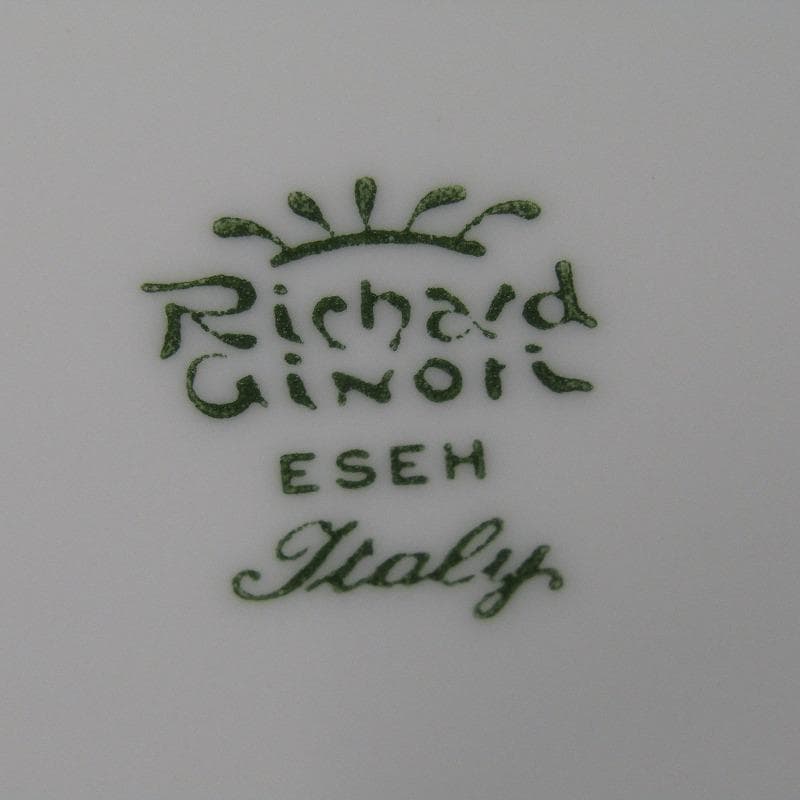 Richard
Ginori
ESEH
Italy